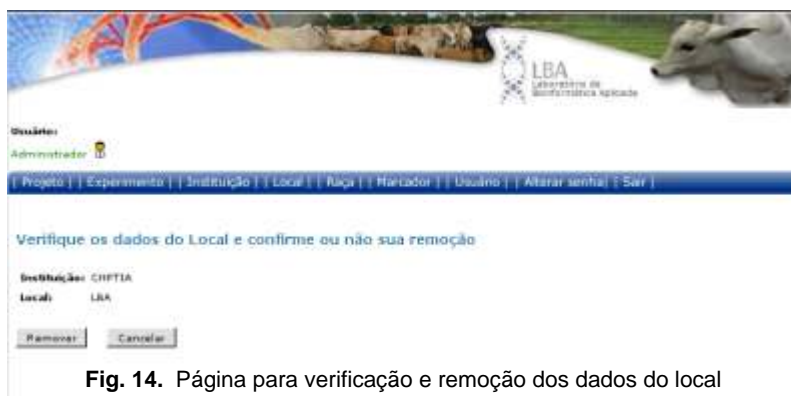 LBA
Laboratório de
Bioinformática Aplicada
Usuário:
Administrador
| Projeto | | Experimento | | Instituição | | Local | | Raça | | Marcador | | Usuário | | Alterar senha| | Sair |
Verifique os dados do Local e confirme ou não sua remoção
Instituição: CNPTIA
Local: LBA
Remover Cancelar
Fig. 14. Página para verificação e remoção dos dados do local